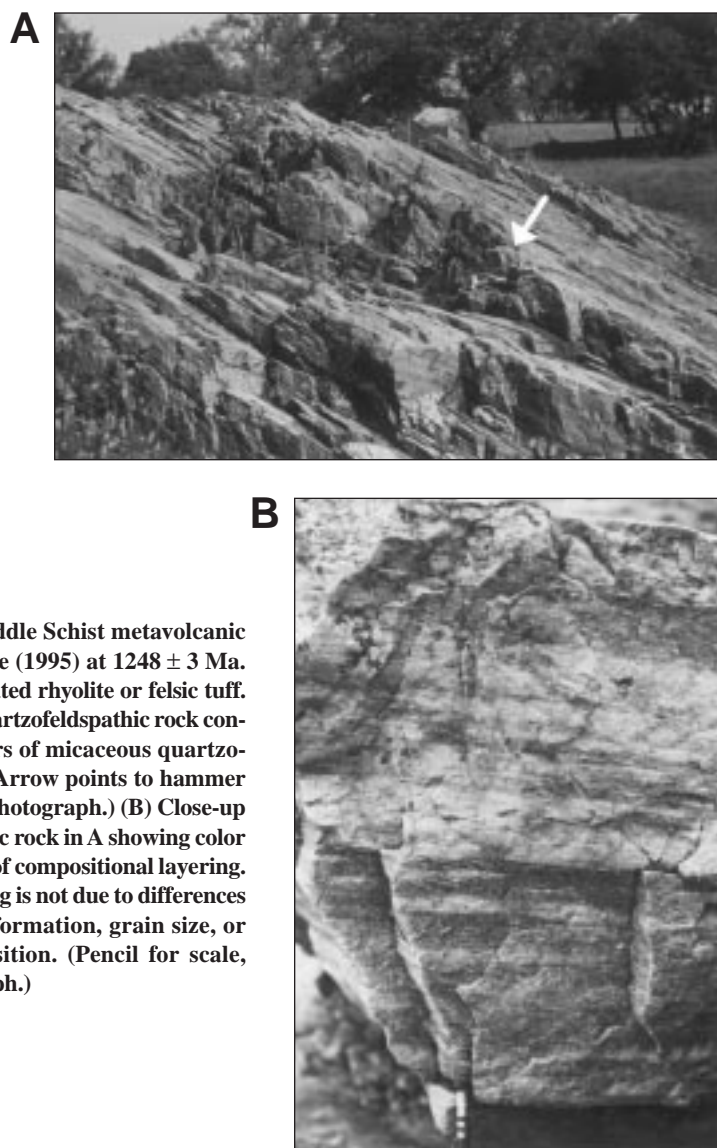 A
B
ddle Schist metavolcanic
e (1995) at 1248 ± 3 Ma.
ted rhyolite or felsic tuff.
artzofeldspathic rock con-
rs of micaceous quartzo-
Arrow points to hammer
hotograph.) (B) Close-up
ic rock in A showing color
of compositional layering.
g is not due to differences
formation, grain size, or
sition. (Pencil for scale,
ph.)